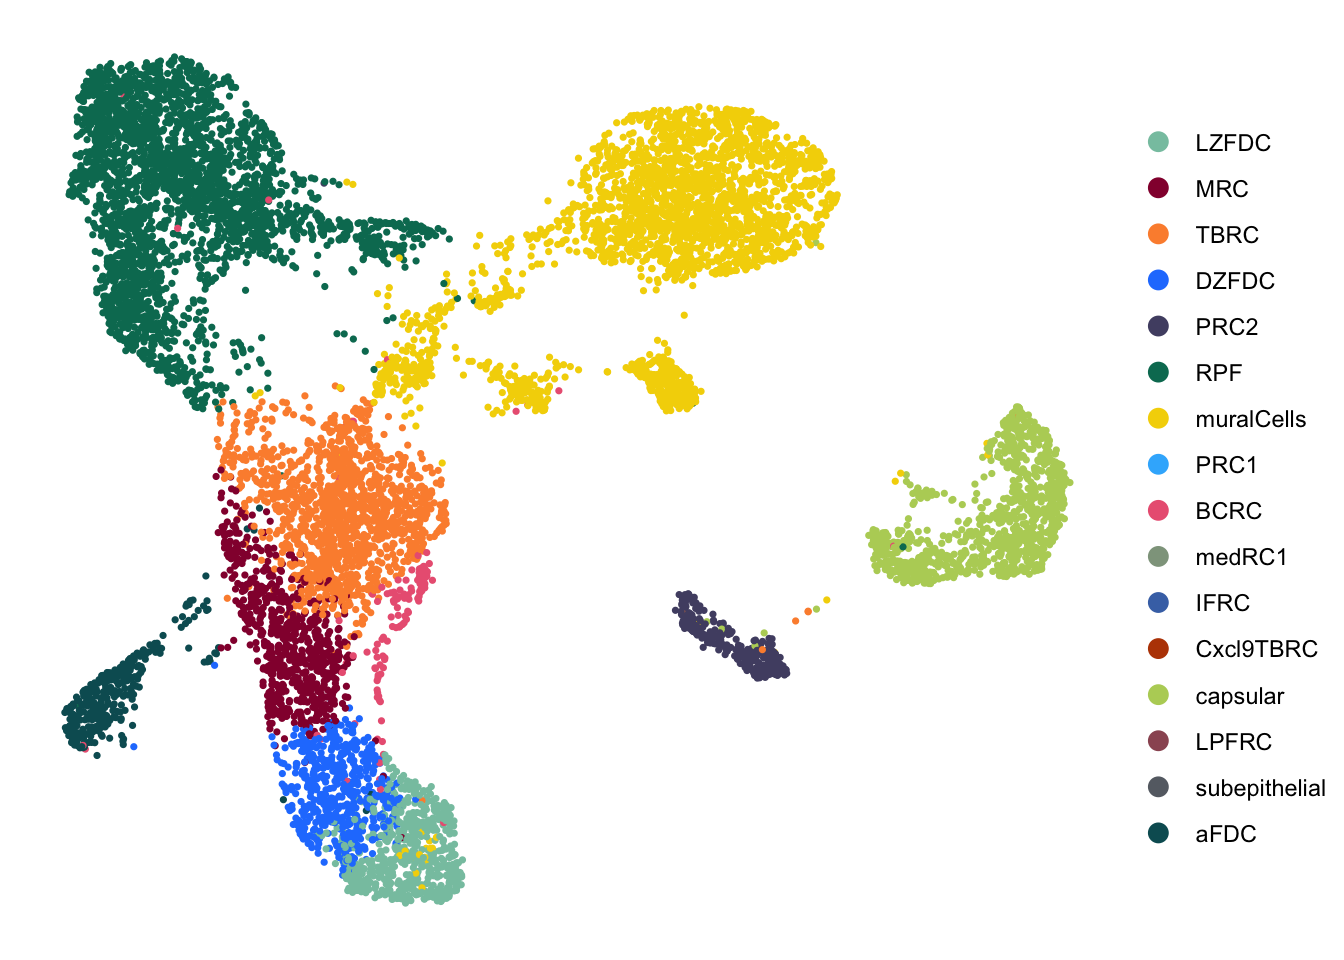 LZFDC
MRC
TBRC
DZFDC
PRC2
RPF
muralCells
PRC1
BCRC
medRC1
IFRC
Cxcl9TBRC
capsular
LPFRC
subepithelial
aFDC